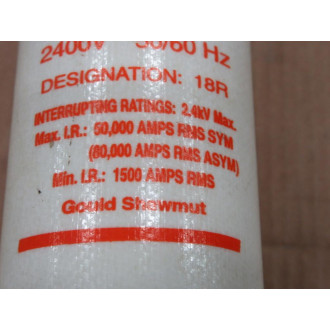 2400V 50/60 Hz
DESIGNATION: 18R
INTERRUPTING RATINGS: 2.4kV Max.
Max. I.R.: 50,000 AMPS RMS SYM
(80,000 AMPS RMS ASYM)
Min. I.R.: 1500 AMPS RMS
Gould Shawmut